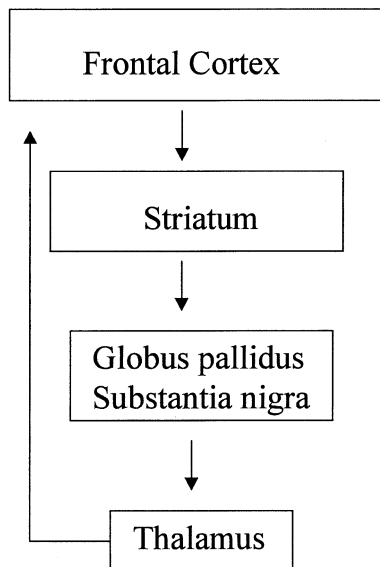 Frontal Cortex
Striatum
Globus pallidus
Substantia nigra
Thalamus